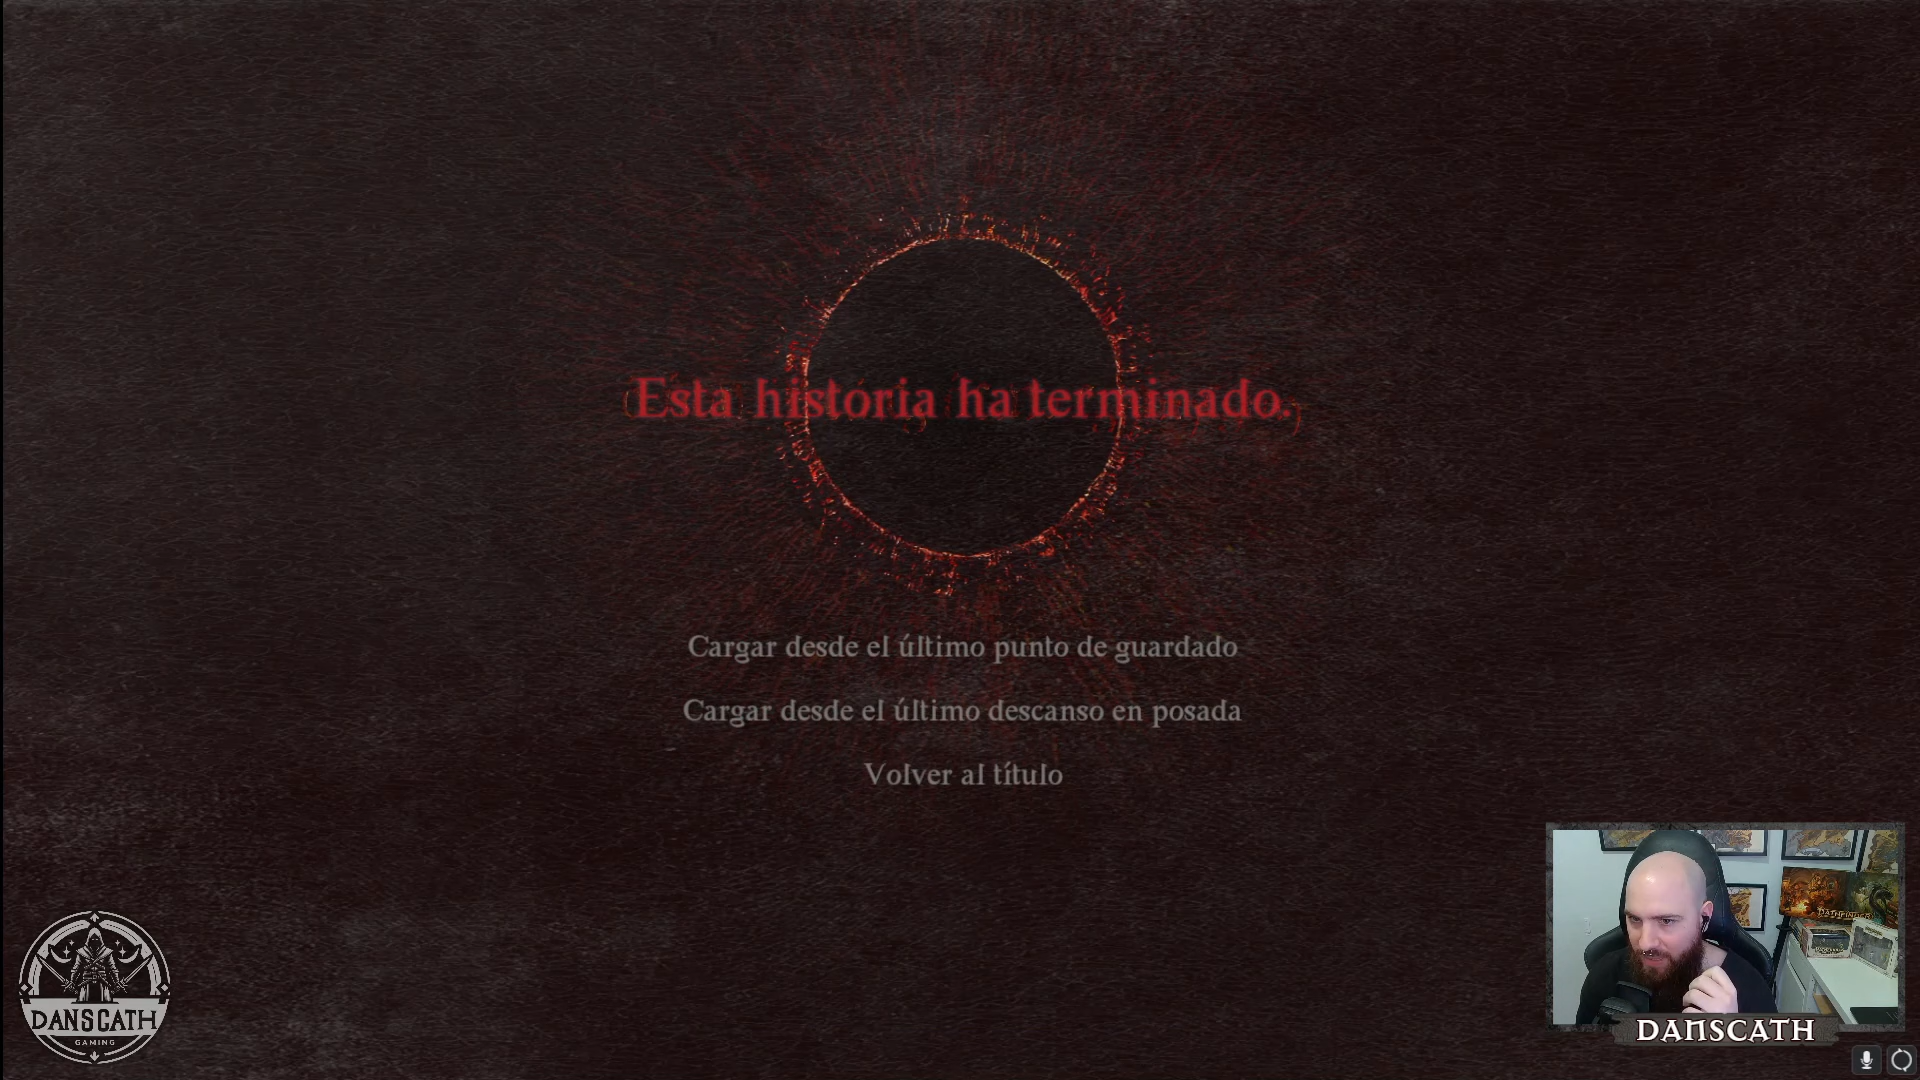 Esta historia ha terminado.
Cargar desde el último punto de guardado
Cargar desde el último descanso en posada
Volver al título
PATHFINDER
DANSCATH
GAMING
DANSCATH